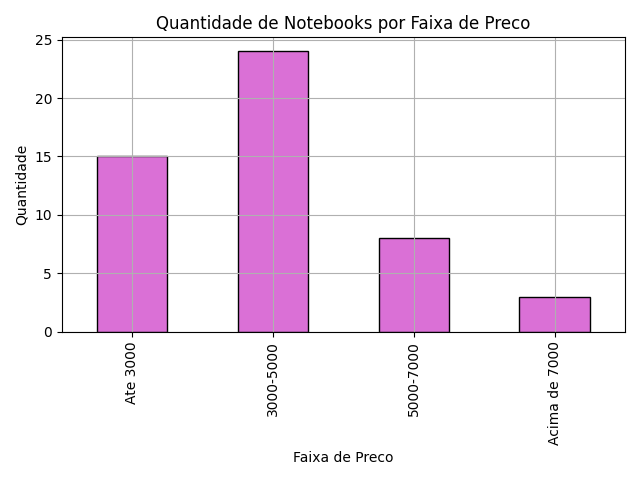 Quantidade de Notebooks por Faixa de Preco
25
20
15
10
5
0
Quantidade
Ate 3000
3000-5000
5000-7000
Acima de 7000
Faixa de Preco